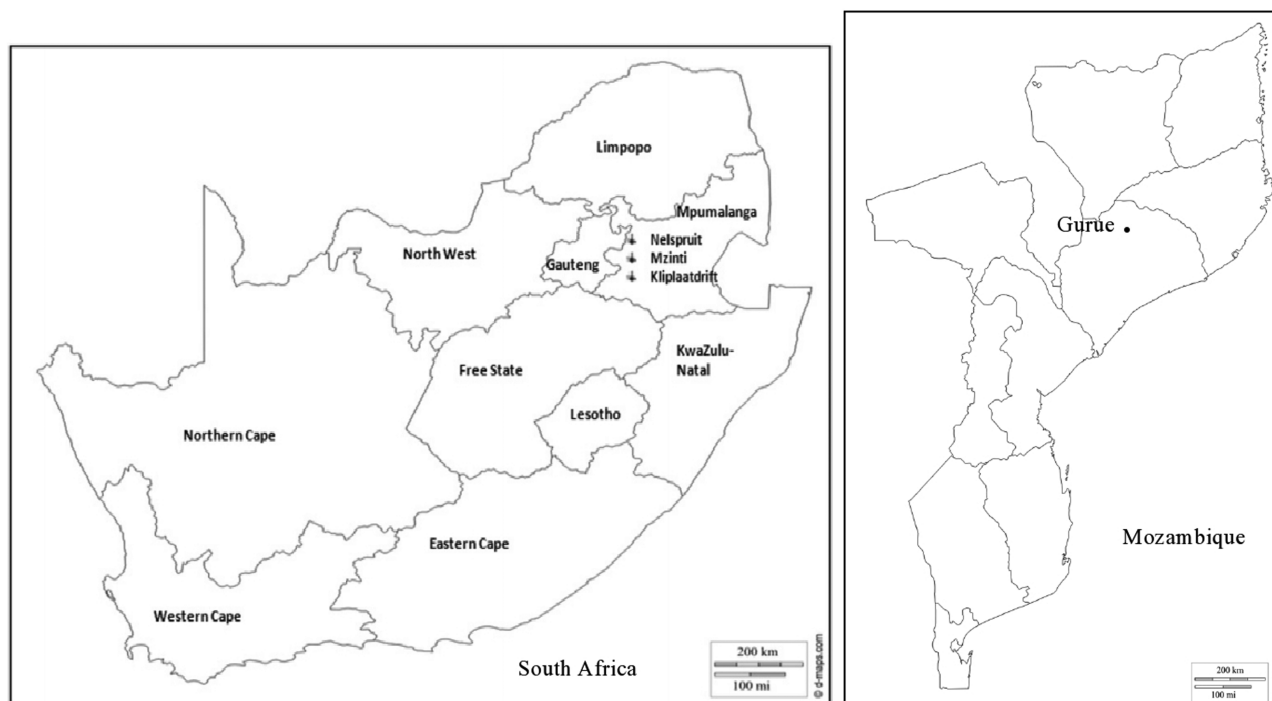 Limpopo
Mpumalanga
North West
Gauteng
Nelspruit
Mzinti
Kliplaatdrift
KwaZulu-
Natal
Free State
Lesotho
Northern Cape
Eastern Cape
Western Cape
South Africa
200 km
100 mi
© d-maps.com
Gurue
Mozambique
200 km
100 mi